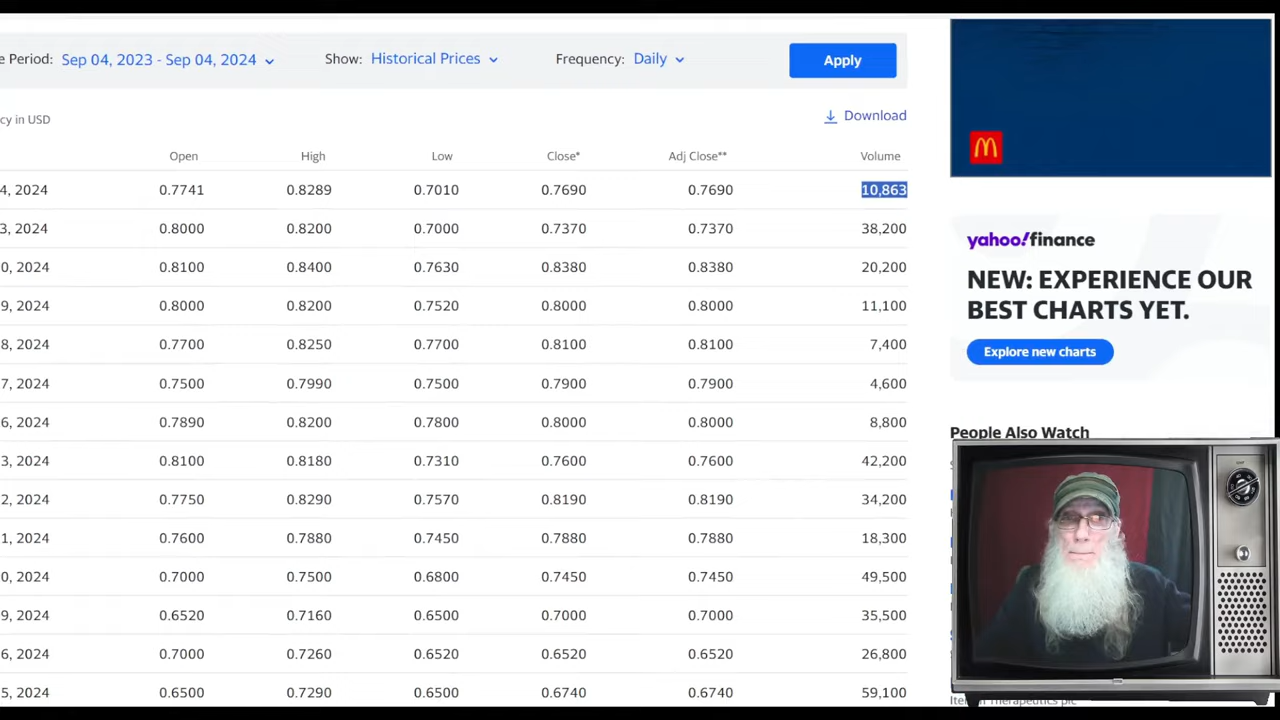 e Period: Sep 04, 2023 - Sep 04, 2024 Show: Historical Prices Frequency: Daily Apply
cy in USD Download
Open High Low Close* Adj Close** Volume
4, 2024 0.7741 0.8289 0.7010 0.7690 0.7690 10,863
3, 2024 0.8000 0.8200 0.7000 0.7370 0.7370 38,200
0, 2024 0.8100 0.8400 0.7630 0.8380 0.8380 20,200
9, 2024 0.8000 0.8200 0.7520 0.8000 0.8000 11,100
8, 2024 0.7700 0.8250 0.7700 0.8100 0.8100 7,400
7, 2024 0.7500 0.7990 0.7500 0.7900 0.7900 4,600
6, 2024 0.7890 0.8200 0.7800 0.8000 0.8000 8,800
3, 2024 0.8100 0.8180 0.7310 0.7600 0.7600 42,200
2, 2024 0.7750 0.8290 0.7570 0.8190 0.8190 34,200
1, 2024 0.7600 0.7880 0.7450 0.7880 0.7880 18,300
0, 2024 0.7000 0.7500 0.6800 0.7450 0.7450 49,500
9, 2024 0.6520 0.7160 0.6500 0.7000 0.7000 35,500
6, 2024 0.7000 0.7260 0.6520 0.6520 0.6520 26,800
5, 2024 0.6500 0.7290 0.6500 0.6740 0.6740 59,100
yahoo!finance
NEW: EXPERIENCE OUR
BEST CHARTS YET.
Explore new charts
People Also Watch
Therapeutics plc